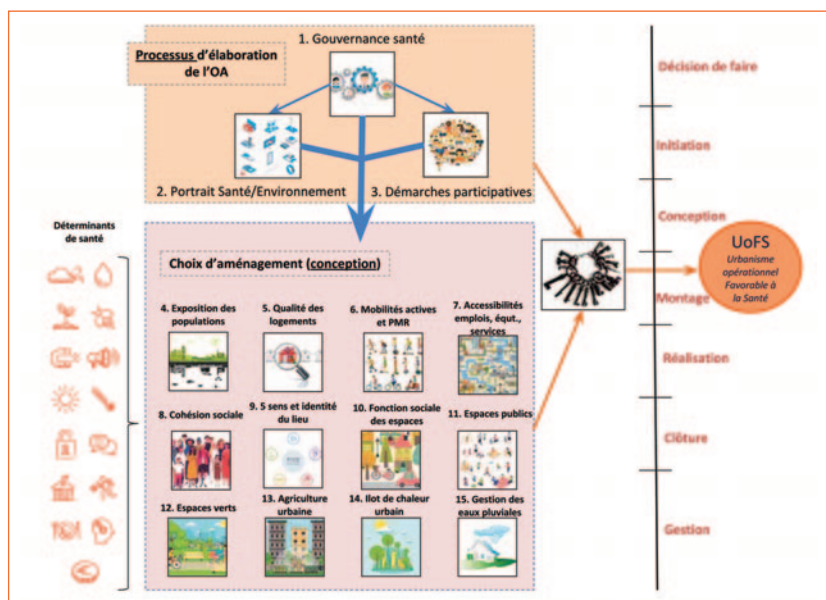 Processus d'élaboration
de l'OA
1. Gouvernance santé
2. Portrait Santé/Environnement
3. Démarches participatives
Déterminants
de santé
Choix d'aménagement (conception)
4. Exposition des
populations
5. Qualité des
logements
6. Mobilités actives
et PMR
7. Accessibilités
emplois, équt.,
services
8. Cohésion sociale
9. 5 sens et identité
du lieu
10. Fonction sociale
des espaces
11. Espaces publics
12. Espaces verts
13. Agriculture
urbaine
14. Ilot de chaleur
urbain
15. Gestion des
eaux pluviales
Décision de faire
Initiation
Conception
Montage
Réalisation
Clôture
Gestion
UoFS
Urbanisme
opérationnel
Favorable à
la Santé